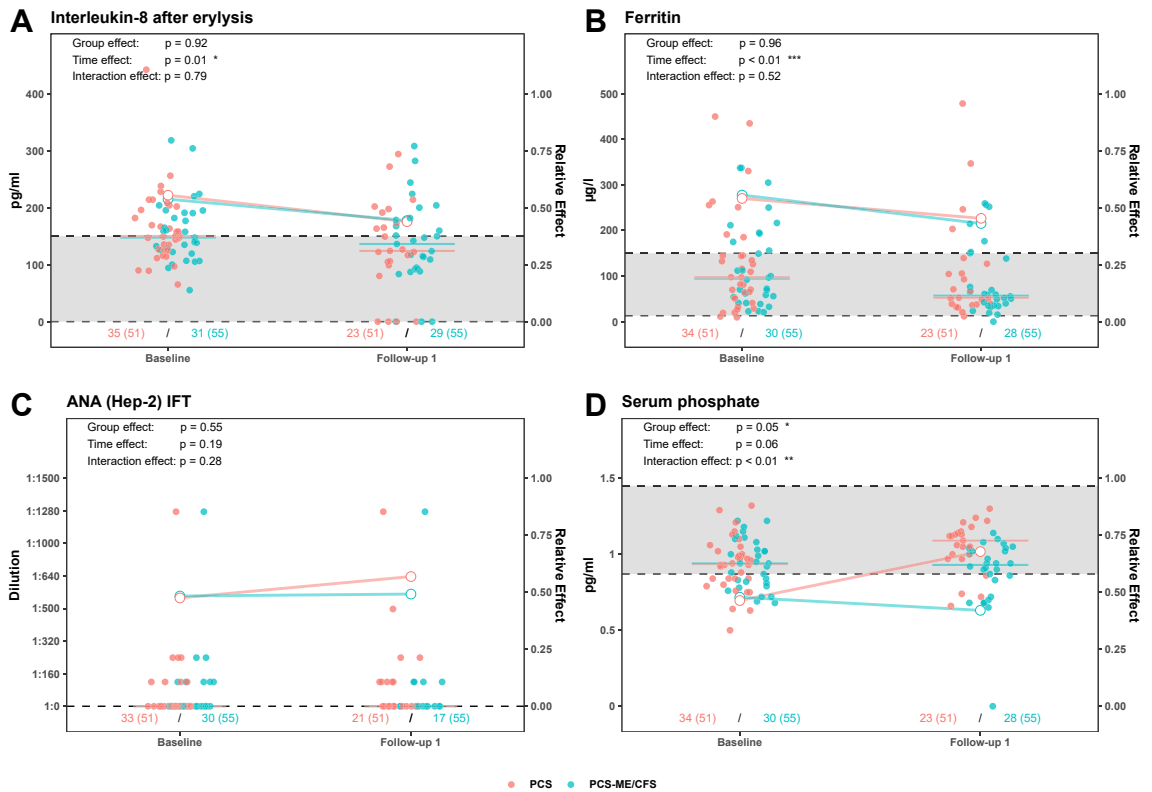 A Interleukin-8 after erylysis
Group effect: p = 0.92
Time effect: p = 0.01 *
Interaction effect: p = 0.79
pg/ml
400
300
200
100
0
1.00
0.75
0.50
0.25
0.00
Relative Effect
35 (51) / 31 (55)
23 (51) / 29 (55)
Baseline
Follow-up 1
B Ferritin
Group effect: p = 0.96
Time effect: p < 0.01 ***
Interaction effect: p = 0.52
µg/l
500
400
300
200
100
0
1.00
0.75
0.50
0.25
0.00
Relative Effect
34 (51) / 30 (55)
23 (51) / 28 (55)
Baseline
Follow-up 1
C ANA (Hep-2) IFT
Group effect: p = 0.55
Time effect: p = 0.19
Interaction effect: p = 0.28
Dilution
1:1500
1:1280
1:1000
1:640
1:500
1:320
1:160
1:0
1.00
0.75
0.50
0.25
0.00
Relative Effect
33 (51) / 30 (55)
21 (51) / 17 (55)
Baseline
Follow-up 1
D Serum phosphate
Group effect: p = 0.05 *
Time effect: p = 0.06
Interaction effect: p < 0.01 **
pg/ml
1.5
1
0.5
0
1.00
0.75
0.50
0.25
0.00
Relative Effect
34 (51) / 30 (55)
23 (51) / 28 (55)
Baseline
Follow-up 1
PCS PCS-ME/CFS